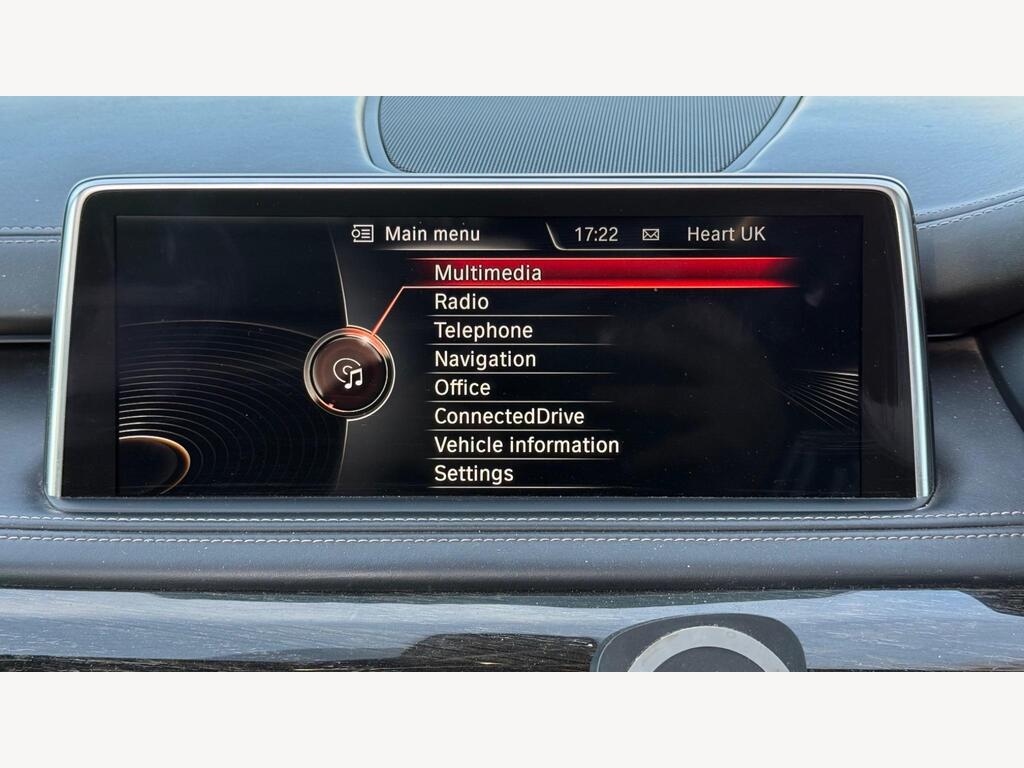 Main menu 17:22 Heart UK
Multimedia
Radio
Telephone
Navigation
Office
ConnectedDrive
Vehicle information
Settings